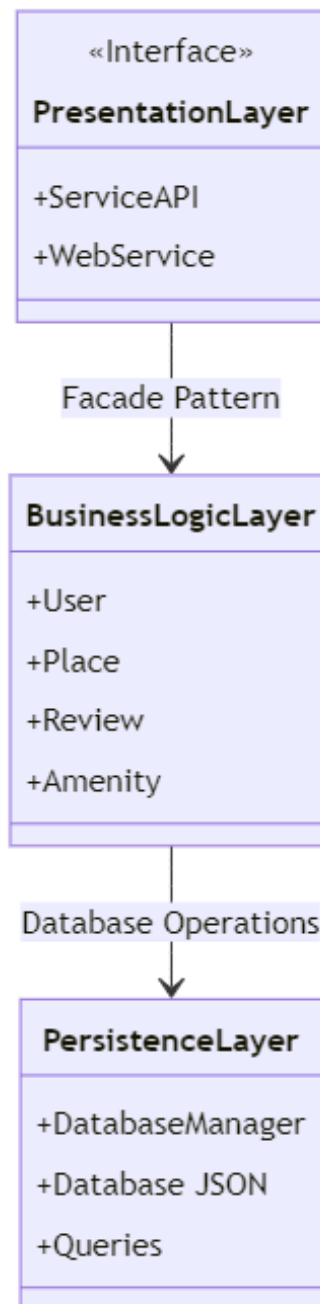 «Interface»
PresentationLayer
+ServiceAPI
+WebService
Facade Pattern
BusinessLogicLayer
+User
+Place
+Review
+Amenity
Database Operations
PersistenceLayer
+DatabaseManager
+Database JSON
+Queries